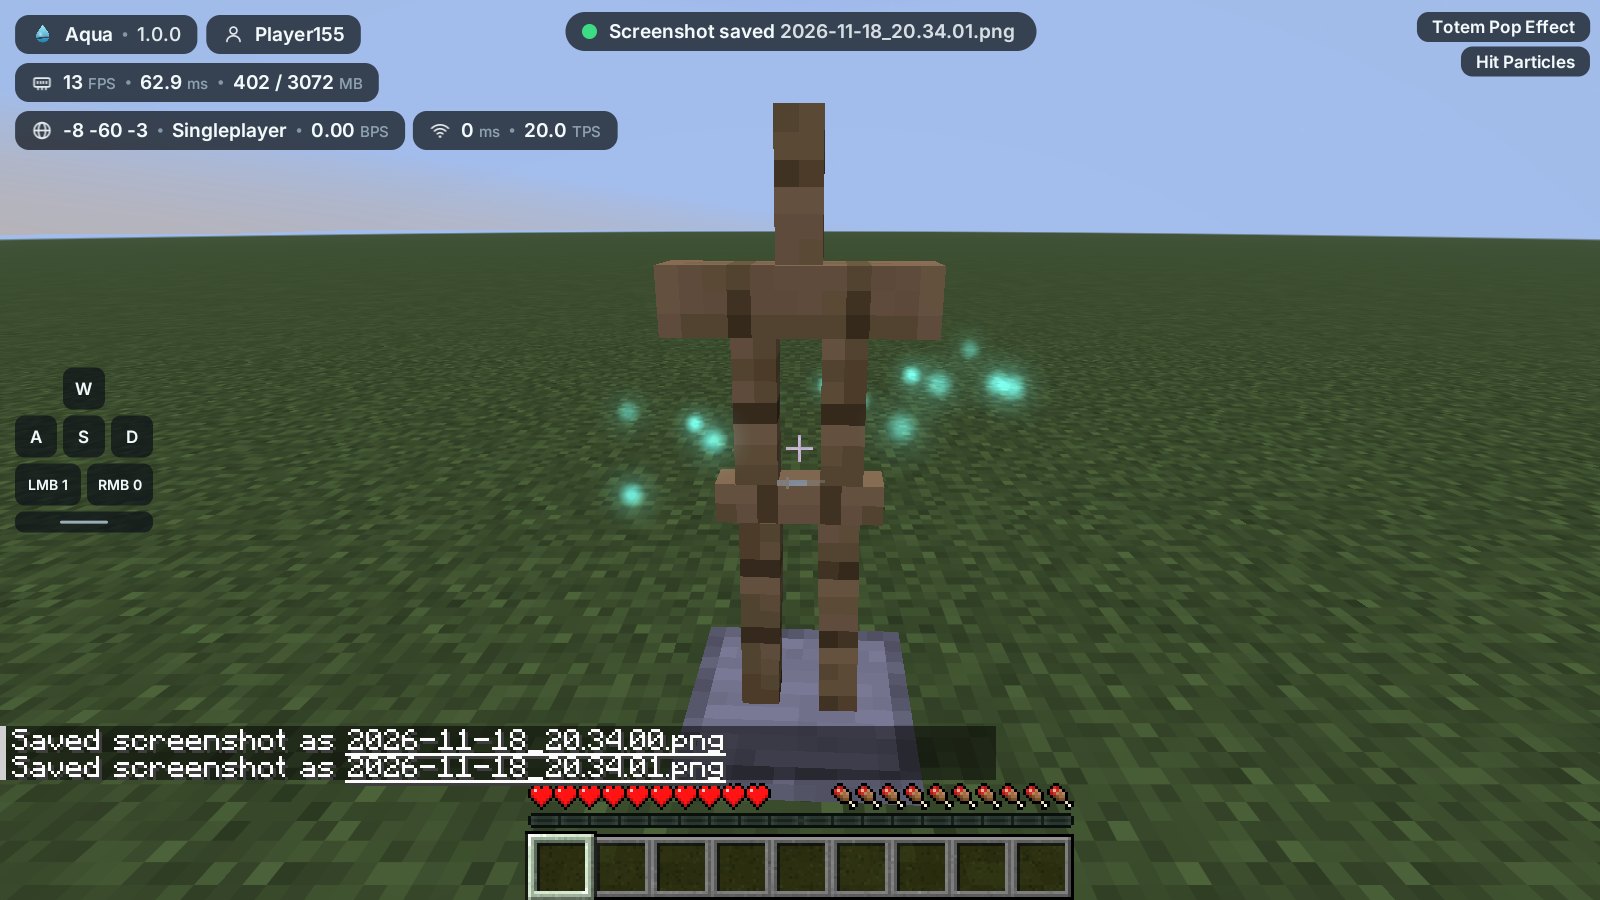 Aqua • 1.0.0
Player155
Screenshot saved 2026-11-18_20.34.01.png
Totem Pop Effect
Hit Particles
13 FPS • 62.9 ms • 402 / 3072 MB
-8 -60 -3 • Singleplayer • 0.00 BPS
0 ms • 20.0 TPS
W
A S D
LMB 1 RMB 0
Saved screenshot as 2026-11-18_20.34.00.png
Saved screenshot as 2026-11-18_20.34.01.png